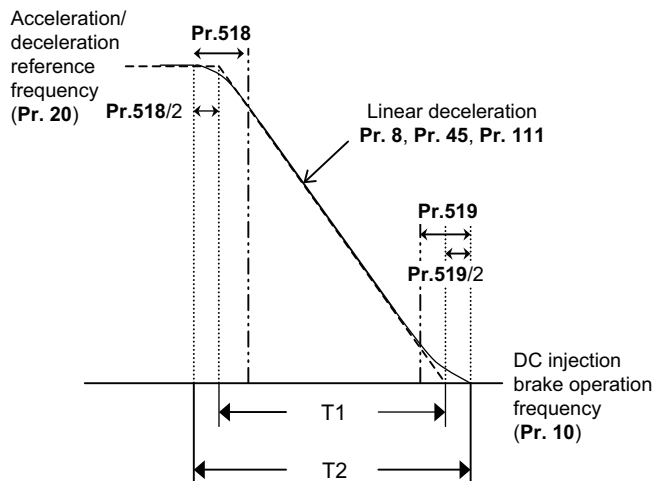 Acceleration/
deceleration
reference
frequency
(Pr. 20)
Pr.518
Pr.518/2
Linear deceleration
Pr. 8, Pr. 45, Pr. 111
Pr.519
Pr.519/2
DC injection
brake operation
frequency
(Pr. 10)
T1
T2